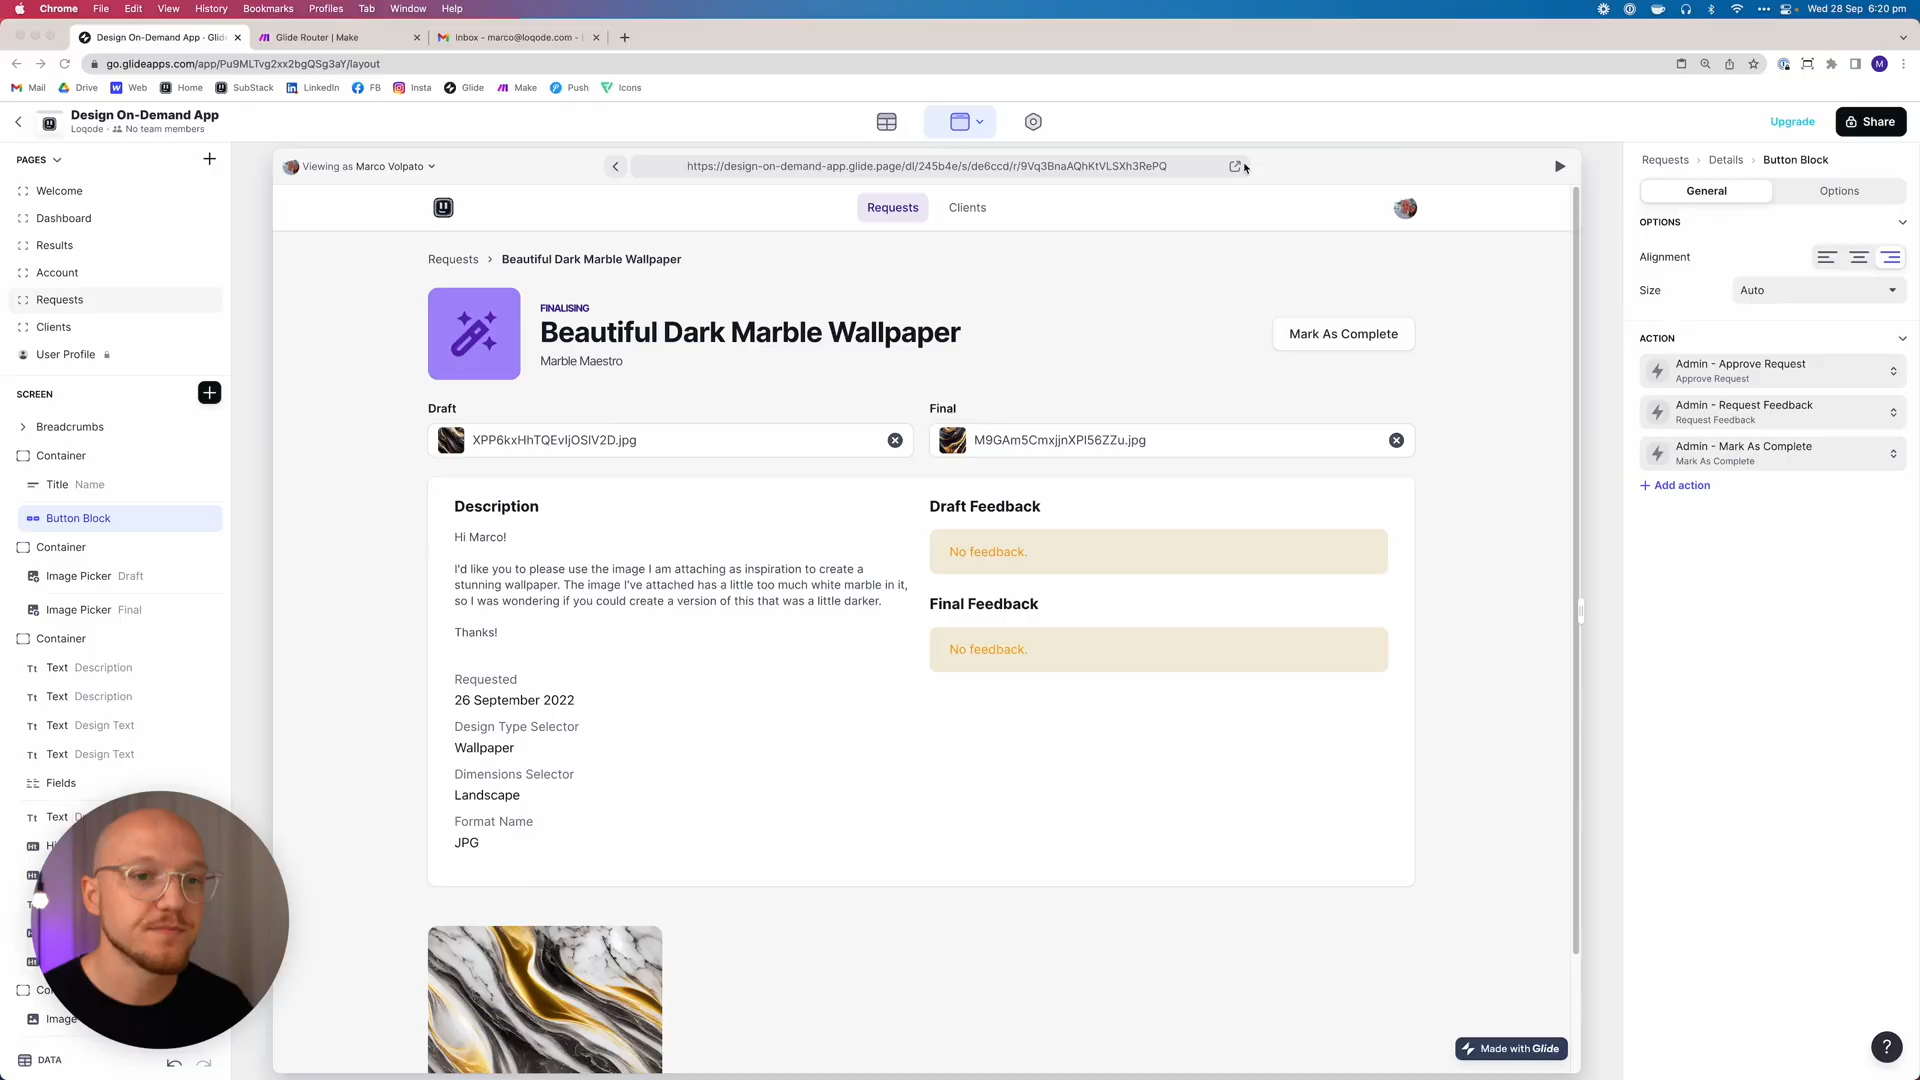 Chrome File Edit View History Bookmarks Profiles Tab Window Help
Wed 28 Sep 6:20 pm
Design On-Demand App · Glid
Glide Router | Make
Inbox - marco@loqode.com -
go.glideapps.com/app/Pu9MLTvg2xx2bgQSg3aY/layout
M
Mail Drive Web Home SubStack LinkedIn FB Insta Glide Make Push Icons
Design On-Demand App
Loqode · No team members
Upgrade
Share
PAGES
Welcome
Dashboard
Results
Account
Requests
Clients
User Profile
SCREEN
Breadcrumbs
Container
Title Name
Button Block
Container
Image Picker Draft
Image Picker Final
Container
Tt Text Description
Tt Text Description
Tt Text Design Text
Tt Text Design Text
Fields
Tt Text
Image
DATA
Viewing as Marco Volpato
https://design-on-demand-app.glide.page/dl/245b4e/s/de6ccd/r/9Vq3BnaAQhKtVLSXh3RePQ
Requests Clients
Requests › Beautiful Dark Marble Wallpaper
FINALISING
Beautiful Dark Marble Wallpaper
Marble Maestro
Mark As Complete
Draft
XPP6kxHhTQEvIjOSlV2D.jpg
Final
M9GAm5CmxjjnXPl56ZZu.jpg
Description
Hi Marco!
I'd like you to please use the image I am attaching as inspiration to create a
stunning wallpaper. The image I've attached has a little too much white marble in it,
so I was wondering if you could create a version of this that was a little darker.
Thanks!
Requested
26 September 2022
Design Type Selector
Wallpaper
Dimensions Selector
Landscape
Format Name
JPG
Draft Feedback
No feedback.
Final Feedback
No feedback.
Made with Glide
Requests › Details › Button Block
General Options
OPTIONS
Alignment
Size Auto
ACTION
Admin - Approve Request
Approve Request
Admin - Request Feedback
Request Feedback
Admin - Mark As Complete
Mark As Complete
+ Add action
?